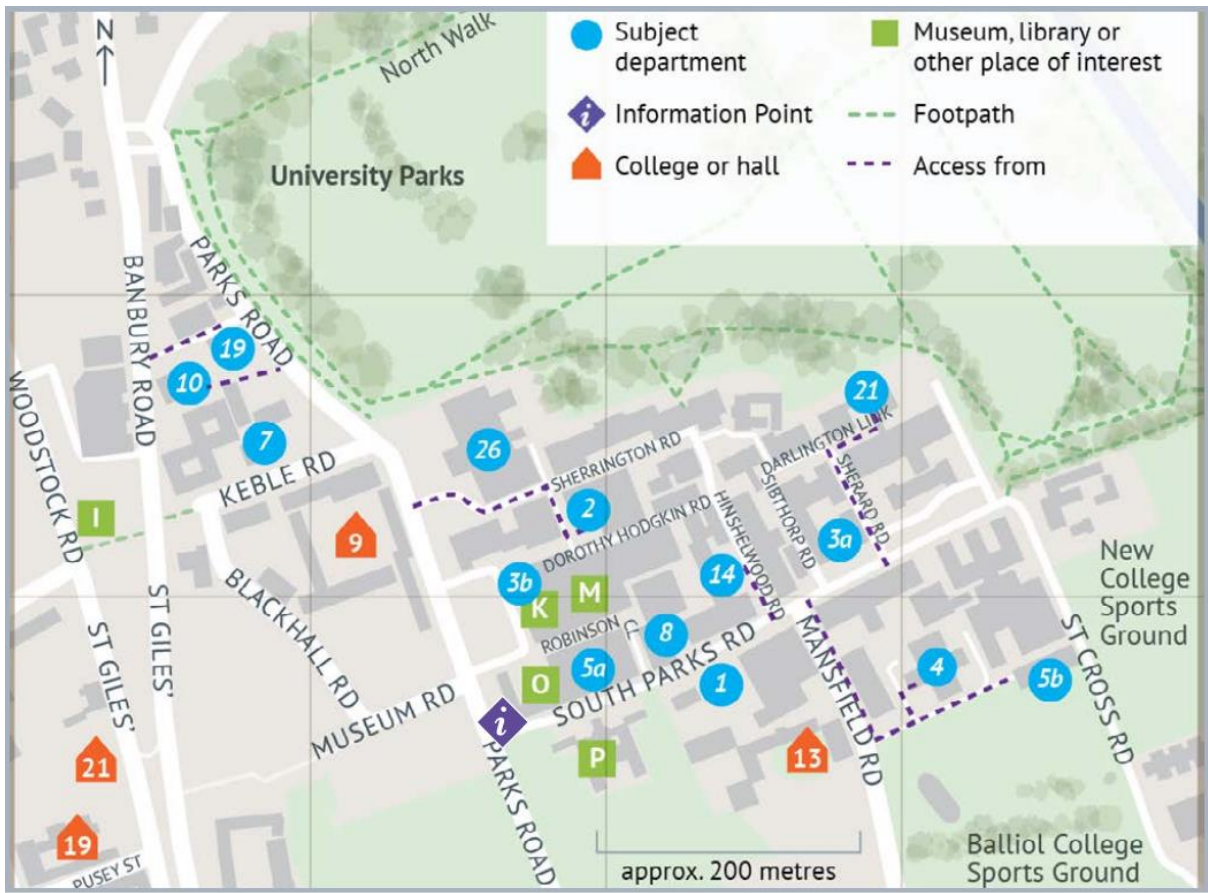 N
North Walk
Subject
department
Museum, library or
other place of interest
i
Information Point
Footpath
College or hall
Access from
University Parks
BANBURY ROAD
PARKS ROAD
19
10
7
WOODSTOCK RD
KEBLE RD
I
9
26
SHERRINGTON RD
2
DOROTHY HODGKIN RD
HINSHELWOOD RD
SIBTHORP RD
DARLINGTON LINK
21
SHERARD RD
3a
14
3b
K
M
ROBINSON
CL
8
5a
O
1
SOUTH PARKS RD
MANSFIELD RD
4
5b
ST CROSS RD
New
College
Sports
Ground
ST GILES'
ST GILES'
BLACKHALL RD
MUSEUM RD
i
PARKS ROAD
P
13
21
19
PUSEY ST
approx. 200 metres
Balliol College
Sports Ground